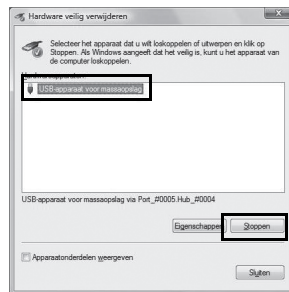 Hardware veilig verwijderen
Selecteer het apparaat dat u wilt loskoppelen of uitwerpen en klik op
Stoppen. Als Windows aangeeft dat het veilig is, kunt u het apparaat van
de computer loskoppelen.
Hardwareapparaten:
USB-apparaat voor massaopslag
USB-apparaat voor massaopslag via Port_#0005.Hub_#0004
Eigenschappen
Stoppen
Apparaatonderdelen weergeven
Sluiten